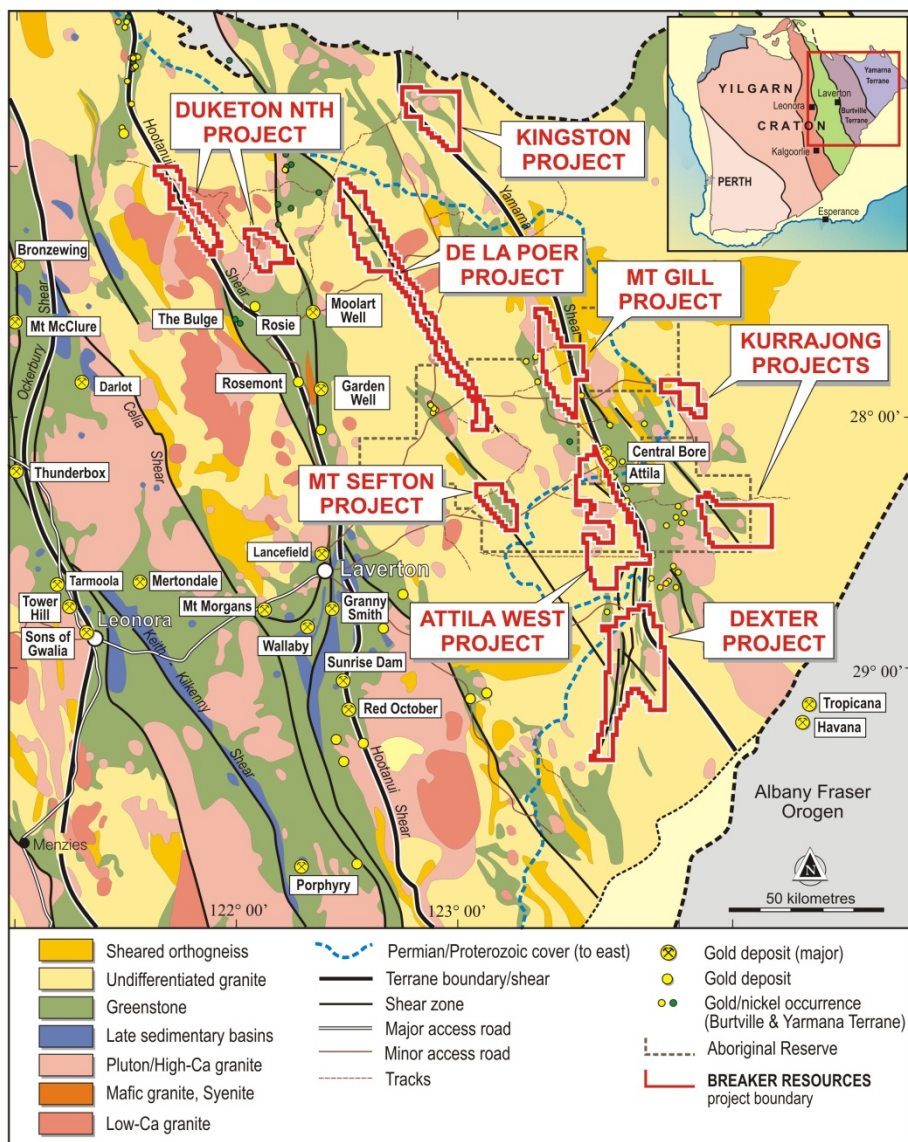 DUKETON NTH
PROJECT
KINGSTON
PROJECT
DE LA POER
PROJECT
MT GILL
PROJECT
KURRAJONG
PROJECTS
MT SEFTON
PROJECT
ATTILA WEST
PROJECT
DEXTER
PROJECT
YILGARN
CRATON
Leonora
Laverton
Kalgoorlie
PERTH
Esperance
Burtville
Terrane
Yamarna
Terrane
Hootanui
Shear
Yamarna
Shear
Bronzewing
Mt McClure
Ockerbury
Shear
Darlot
Celia
Shear
The Bulge
Rosie
Moolart
Well
Rosemont
Garden
Well
28° 00'
Central Bore
Attila
Thunderbox
Lancefield
Laverton
Tarmoola
Mertondale
Tower
Hill
Mt Morgans
Granny
Smith
Wallaby
Sons of
Gwalia
Leonora
Keith
Kilkenny
Shear
Sunrise Dam
Red October
Hootanui
Shear
29° 00'
Tropicana
Havana
Albany Fraser
Orogen
Menzies
Porphyry
122° 00'
123° 00'
N
50 kilometres
Sheared orthogneiss
Undifferentiated granite
Greenstone
Late sedimentary basins
Pluton/High-Ca granite
Mafic granite, Syenite
Low-Ca granite
Permian/Proterozoic cover (to east)
Terrane boundary/shear
Shear zone
Major access road
Minor access road
Tracks
Gold deposit (major)
Gold deposit
Gold/nickel occurrence
(Burtville & Yarmana Terrane)
Aboriginal Reserve
BREAKER RESOURCES
project boundary